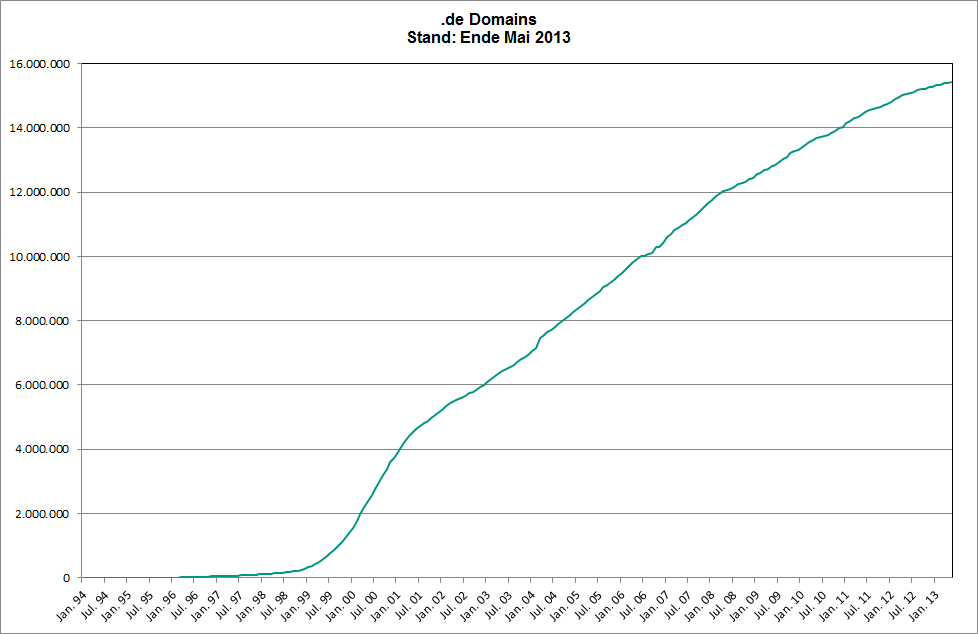 .de Domains
Stand: Ende Mai 2013
16.000.000
14.000.000
12.000.000
10.000.000
8.000.000
6.000.000
4.000.000
2.000.000
0
Jan. 94
Jul. 94
Jan. 95
Jul. 95
Jan. 96
Jul. 96
Jan. 97
Jul. 97
Jan. 98
Jul. 98
Jan. 99
Jul. 99
Jan. 00
Jul. 00
Jan. 01
Jul. 01
Jan. 02
Jul. 02
Jan. 03
Jul. 03
Jan. 04
Jul. 04
Jan. 05
Jul. 05
Jan. 06
Jul. 06
Jan. 07
Jul. 07
Jan. 08
Jul. 08
Jan. 09
Jul. 09
Jan. 10
Jul. 10
Jan. 11
Jul. 11
Jan. 12
Jul. 12
Jan. 13